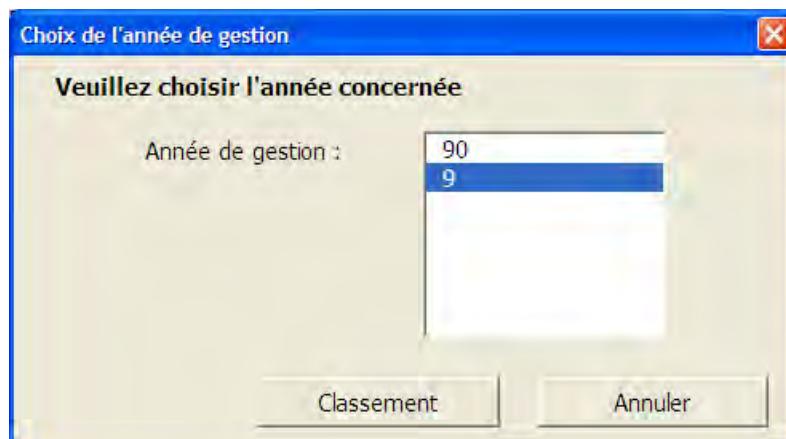 Choix de l'année de gestion
Veuillez choisir l'année concernée
Année de gestion :
90
9
Classement
Annuler